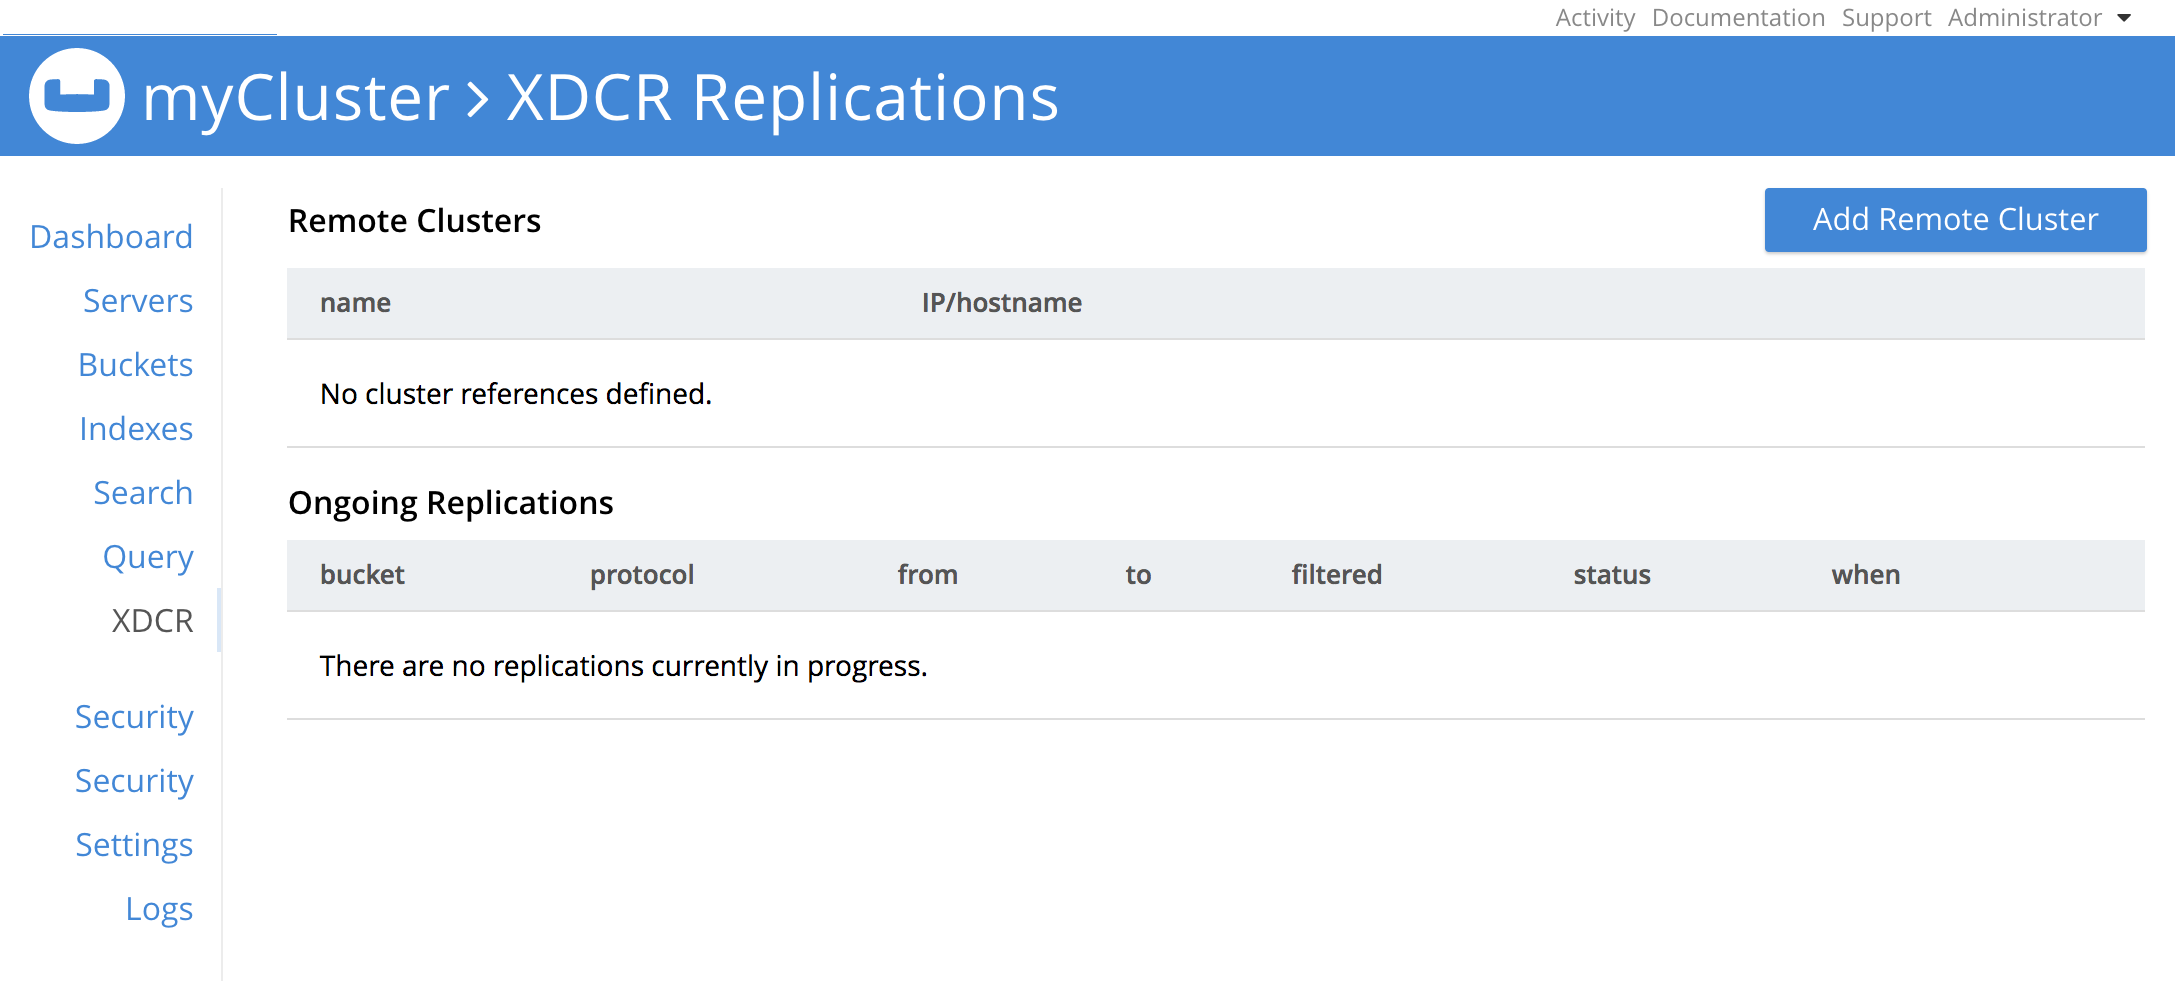 Activity Documentation Support Administrator
myCluster > XDCR Replications
Dashboard
Servers
Buckets
Indexes
Search
Query
XDCR
Security
Security
Settings
Logs
Remote Clusters
Add Remote Cluster
name IP/hostname
No cluster references defined.
Ongoing Replications
bucket protocol from to filtered status when
There are no replications currently in progress.